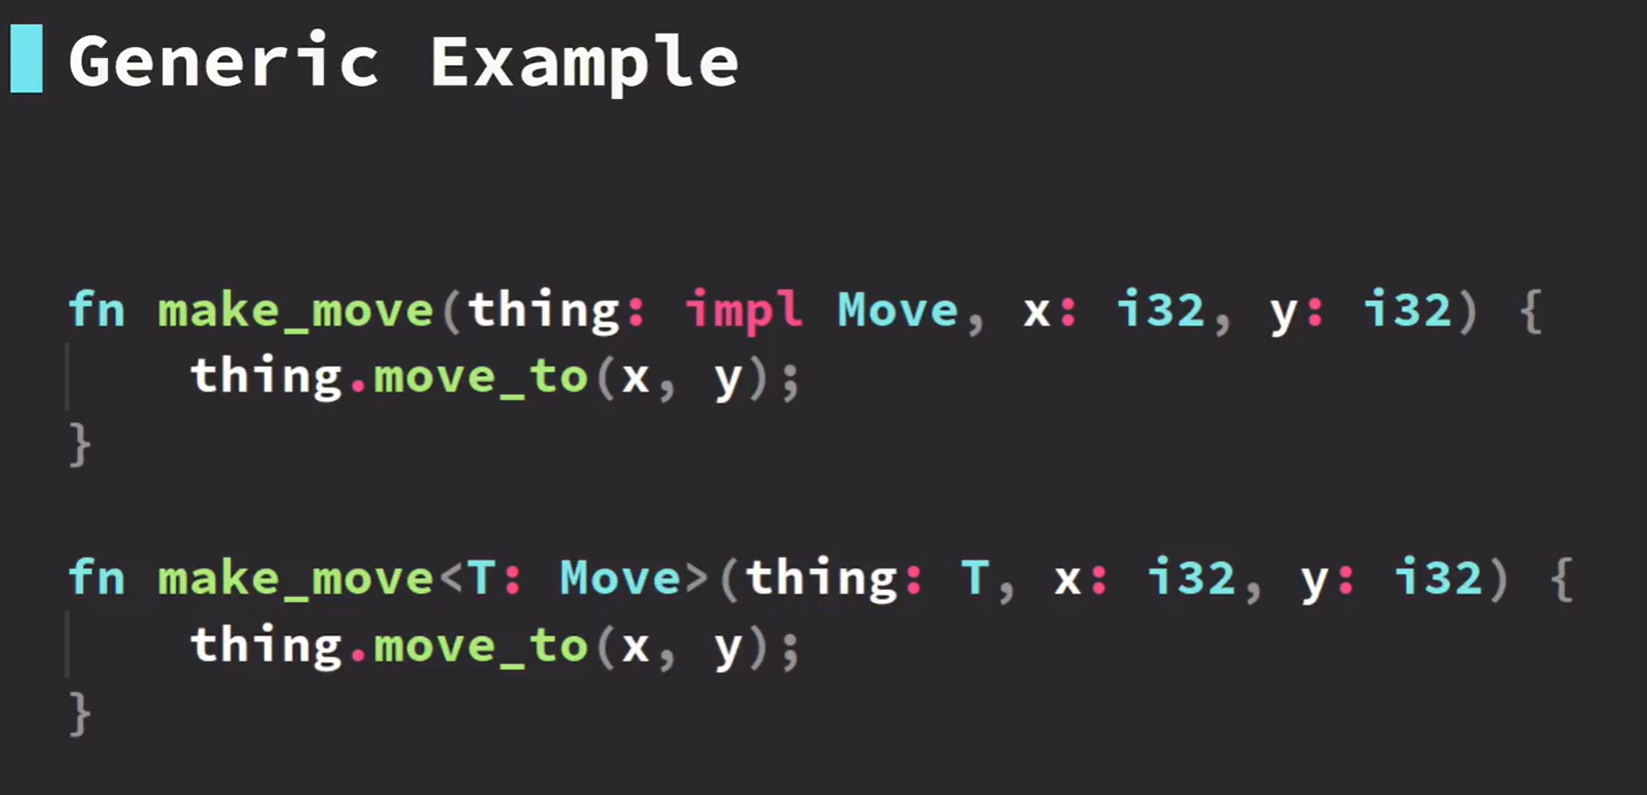 Generic Example
fn make_move(thing: impl Move, x: i32, y: i32) {
    thing.move_to(x, y);
}
fn make_move<T: Move>(thing: T, x: i32, y: i32) {
    thing.move_to(x, y);
}